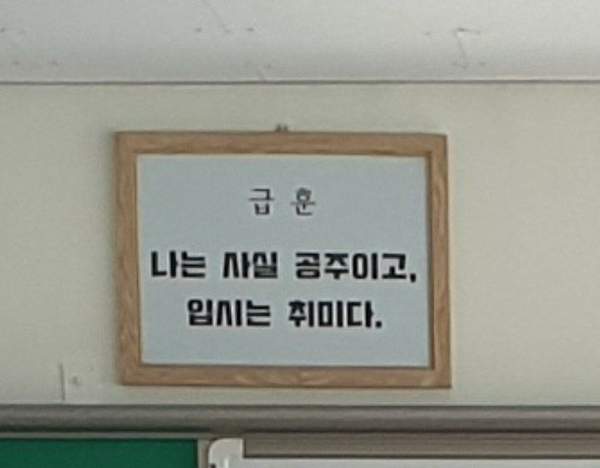 급 훈
나는 사실 공주이고,
입시는 취미다.